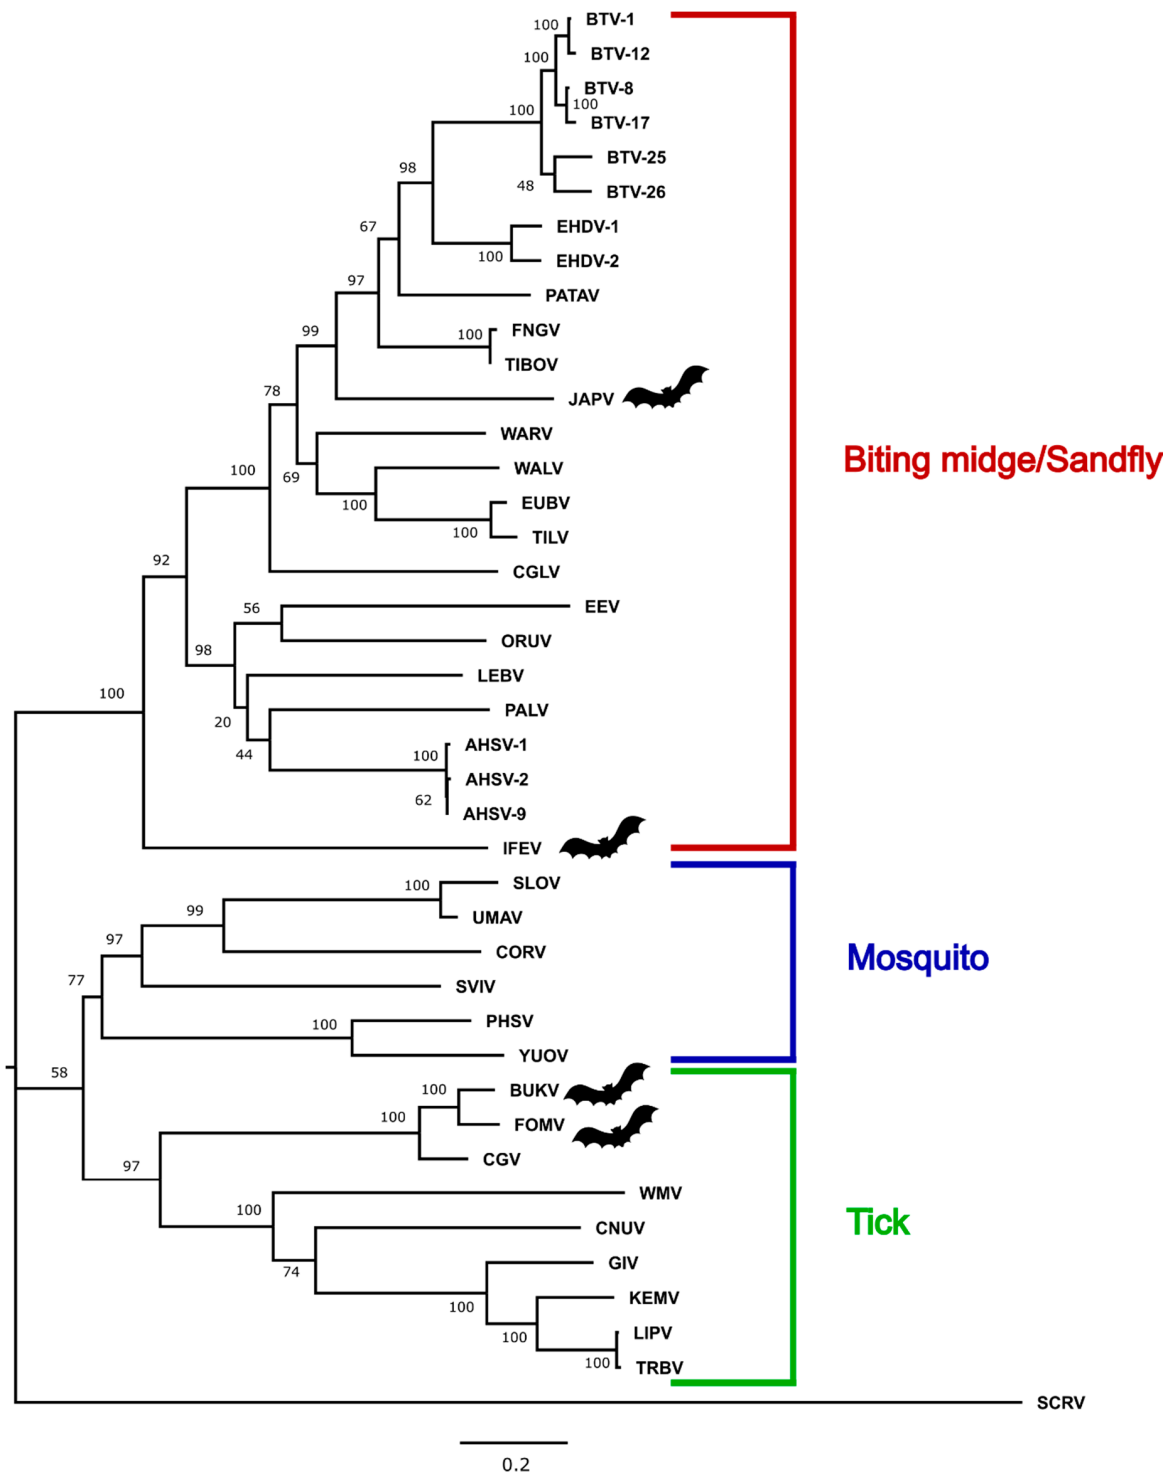 100
BTV-1
BTV-12
100
BTV-8
100
BTV-17
100
BTV-25
48
BTV-26
98
EHDV-1
67
100
EHDV-2
97
PATAV
99
100
FNGV
TIBOV
78
JAPV
WARV
Biting midge/Sandfly
100
69
WALV
100
EUBV
100
TILV
92
CGLV
56
EEV
98
ORUV
100
LEBV
20
PALV
44
100
AHSV-1
AHSV-2
62
AHSV-9
IFEV
100
SLOV
99
UMAV
97
CORV
Mosquito
77
SVIV
100
PHSV
YUOV
58
100
BUKV
100
FOMV
97
CGV
100
WMV
Tick
74
CNUV
GIV
100
KEMV
100
LIPV
100
TRBV
SCRV
0.2